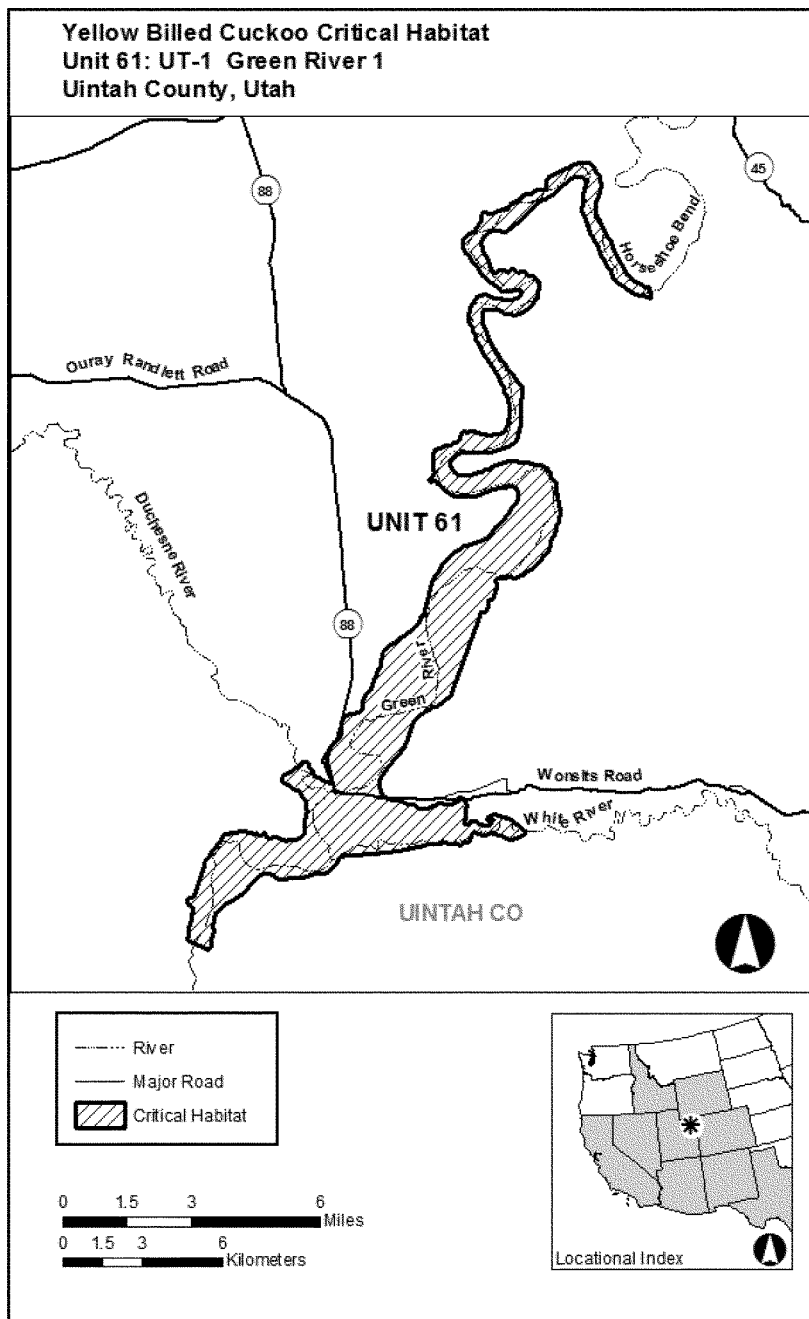 Yellow Billed Cuckoo Critical Habitat
Unit 61: UT-1 Green River 1
Uintah County, Utah
88
45
Horseshoe Bend
Ouray Randlett Road
Duchesne River
UNIT 61
88
Green River
Wonsits Road
White River
UINTAH CO
River
Major Road
Critical Habitat
0 1.5 3 6
Miles
0 1.5 3 6
Kilometers
Locational Index